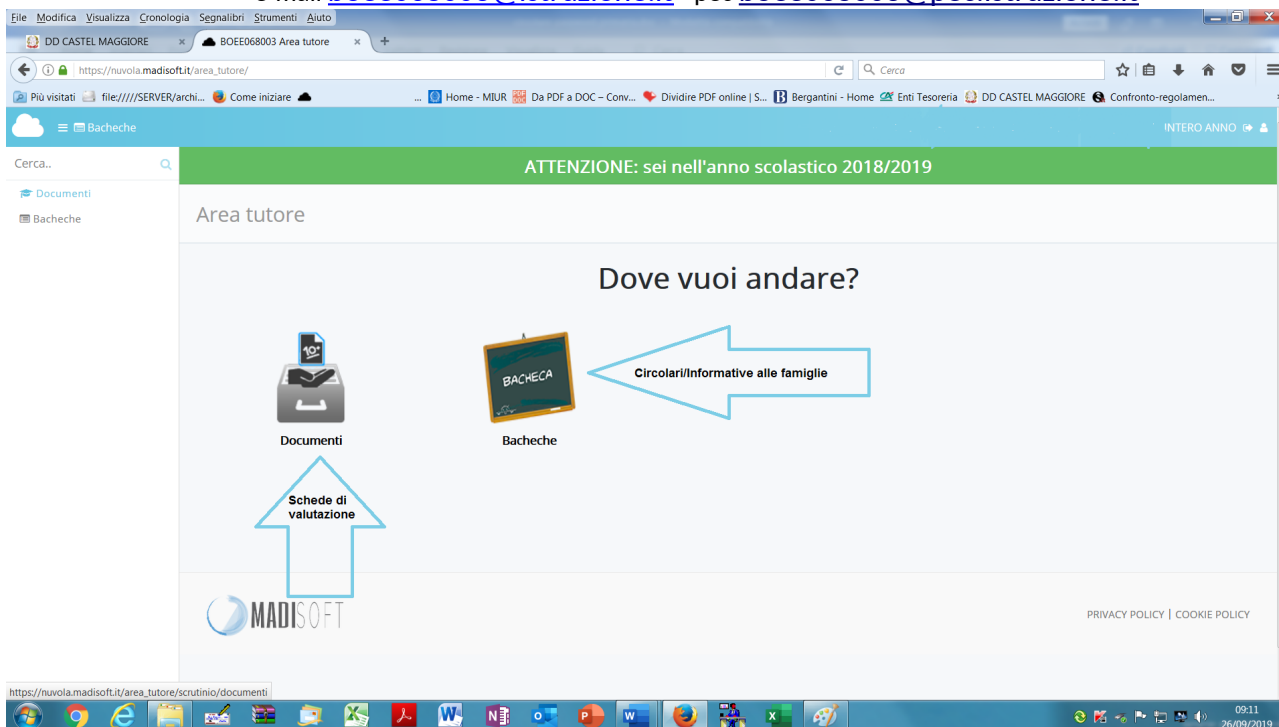 File Modifica Visualizza Cronologia Segnalibri Strumenti Aiuto
DD CASTEL MAGGIORE × BOEE068003 Area tutore × +
https://nuvola.madisoft.it/area_tutore/ Cerca
Più visitati file://///SERVER/archi... Come iniziare ... Home - MIUR Da PDF a DOC – Conv... Dividire PDF online | S... Bergantini - Home Enti Tesoreria DD CASTEL MAGGIORE Confronto-regolamen...
Bacheche INTERO ANNO
Cerca.. ATTENZIONE: sei nell'anno scolastico 2018/2019
Documenti
Bacheche
Area tutore
Dove vuoi andare?
10
BACHECA
Circolari/Informative alle famiglie
Documenti Bacheche
Schede di
valutazione
MADISOFT
PRIVACY POLICY | COOKIE POLICY
https://nuvola.madisoft.it/area_tutore/scrutinio/documenti
09:11